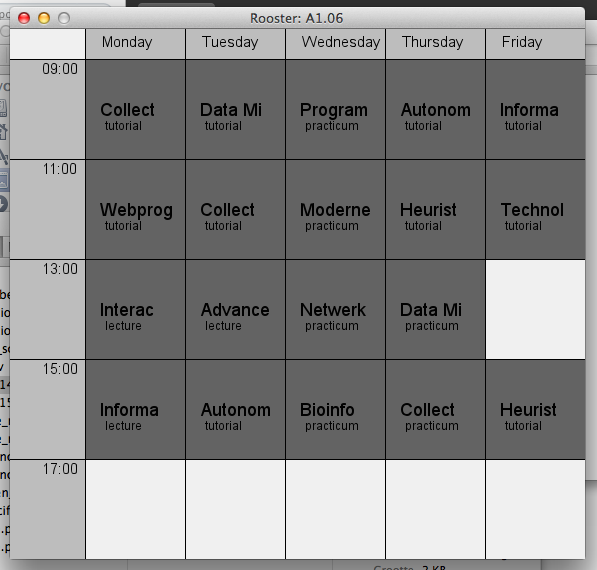 Rooster: A1.06
Monday Tuesday Wednesday Thursday Friday
09:00
Collect Data Mi Program Autonom Informa
tutorial tutorial practicum tutorial tutorial
11:00
Webprog Collect Moderne Heurist Technol
tutorial tutorial practicum tutorial tutorial
13:00
Interac Advance Netwerk Data Mi
lecture lecture practicum practicum
15:00
Informa Autonom Bioinfo Collect Heurist
lecture tutorial practicum practicum tutorial
17:00